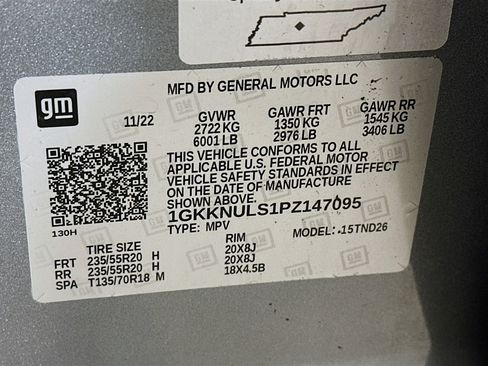 MFD BY GENERAL MOTORS LLC
gm
11/22 GVWR GAWR FRT GAWR RR
2722 KG 1350 KG 1545 KG
6001 LB 2976 LB 3406 LB
THIS VEHICLE CONFORMS TO ALL
APPLICABLE U.S. FEDERAL MOTOR
VEHICLE SAFETY STANDARDS IN EFFECT
ON THE DATE OF MANUFACTURE
SHOWN ABOVE.
1GKKNULS1PZ147095
130H
TYPE: MPV MODEL: .15TND26
TIRE SIZE RIM
FRT 235/55R20 H 20X8J
RR 235/55R20 H 20X8J
SPA T135/70R18 M 18X4.5B